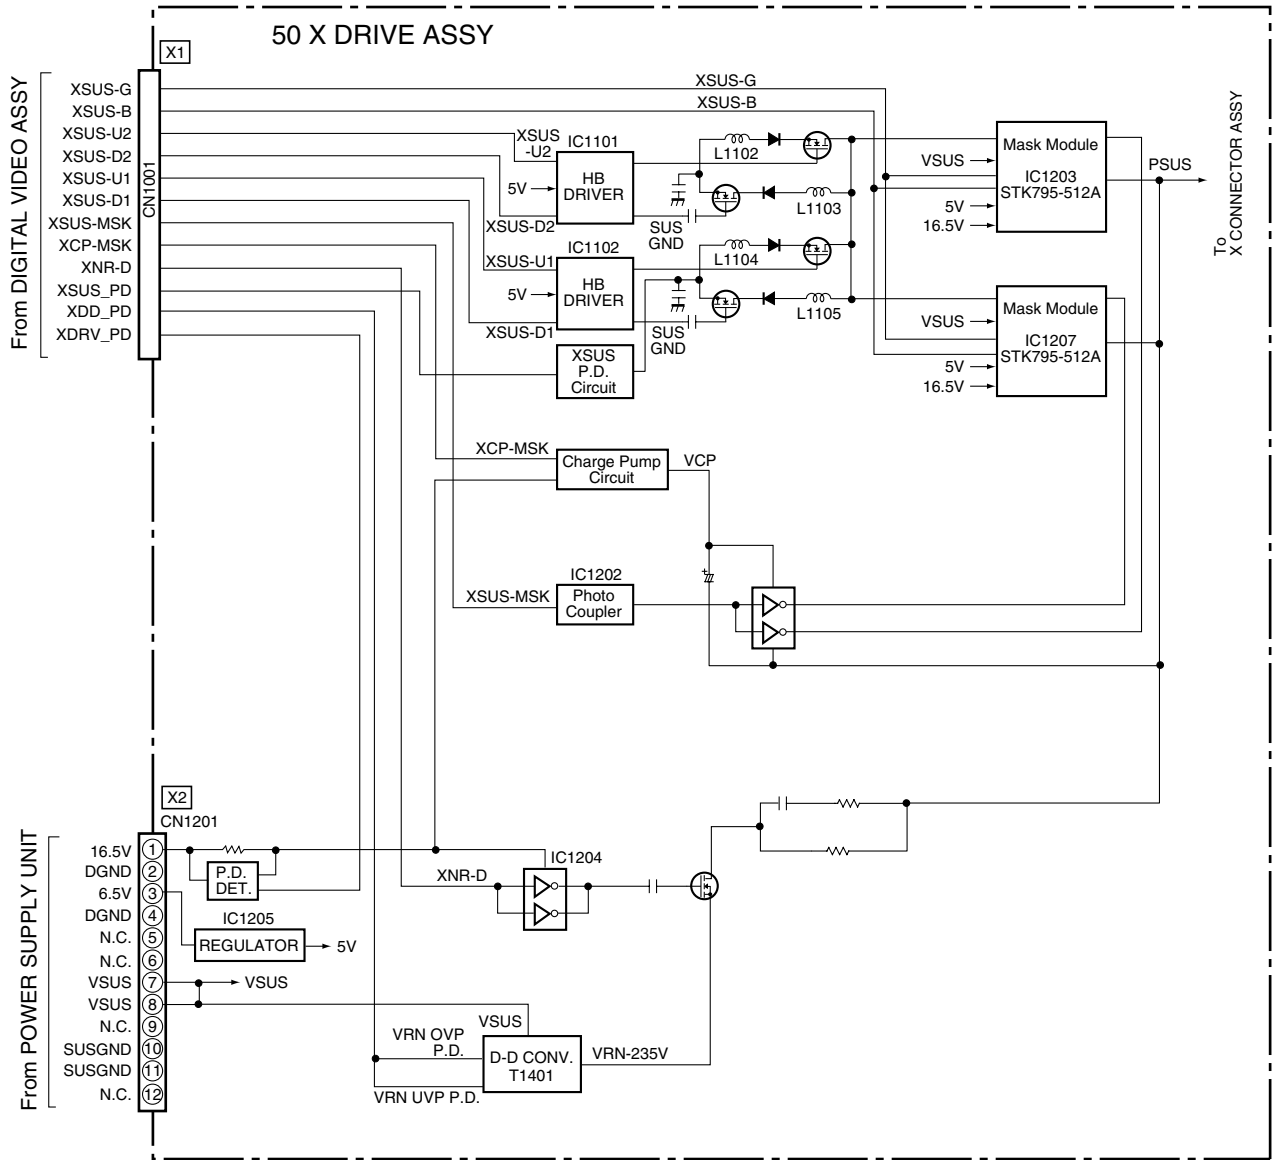 50 X DRIVE ASSY
X1
From DIGITAL VIDEO ASSY
CN1001
XSUS-G
XSUS-B
XSUS-U2
XSUS-D2
XSUS-U1
XSUS-D1
XSUS-MSK
XCP-MSK
XNR-D
XSUS_PD
XDD_PD
XDRV_PD
XSUS-G
XSUS-B
XSUS
-U2
IC1101
HB
DRIVER
5V
XSUS-D2
L1102
L1103
SUS
GND
XSUS-U1
IC1102
HB
DRIVER
5V
XSUS-D1
L1104
L1105
SUS
GND
XSUS
P.D.
Circuit
Mask Module
IC1203
STK795-512A
VSUS
5V
16.5V
PSUS
To
X CONNECTOR ASSY
Mask Module
IC1207
STK795-512A
VSUS
5V
16.5V
XCP-MSK
Charge Pump
Circuit
VCP
+
XSUS-MSK
IC1202
Photo
Coupler
X2
CN1201
From POWER SUPPLY UNIT
16.5V 1
DGND 2
6.5V 3
DGND 4
N.C. 5
N.C. 6
VSUS 7
VSUS 8
N.C. 9
SUSGND 10
SUSGND 11
N.C. 12
P.D.
DET.
IC1205
REGULATOR
5V
VSUS
XNR-D
IC1204
VSUS
VRN OVP
P.D.
VRN UVP P.D.
D-D CONV.
T1401
VRN-235V